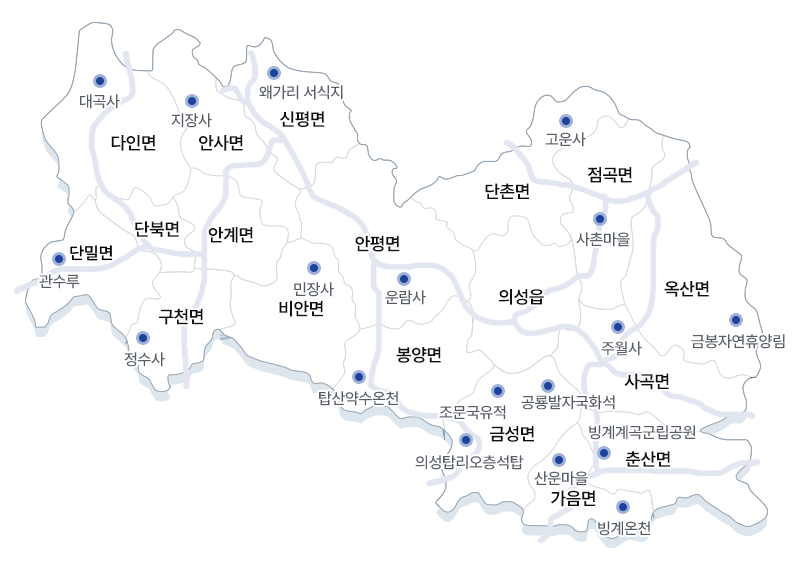 대곡사
왜가리 서식지
지장사
신평면
고운사
다인면
안사면
점곡면
단촌면
단북면
안계면
사촌마을
안평면
단밀면
관수루
민장사
운람사
옥산면
의성읍
비안면
구천면
금봉자연휴양림
주월사
정수사
봉양면
사곡면
탑산약수온천
공룡발자국화석
조문국유적
금성면
빙계계곡군립공원
의성탑리오층석탑
춘산면
산운마을
가음면
빙계온천